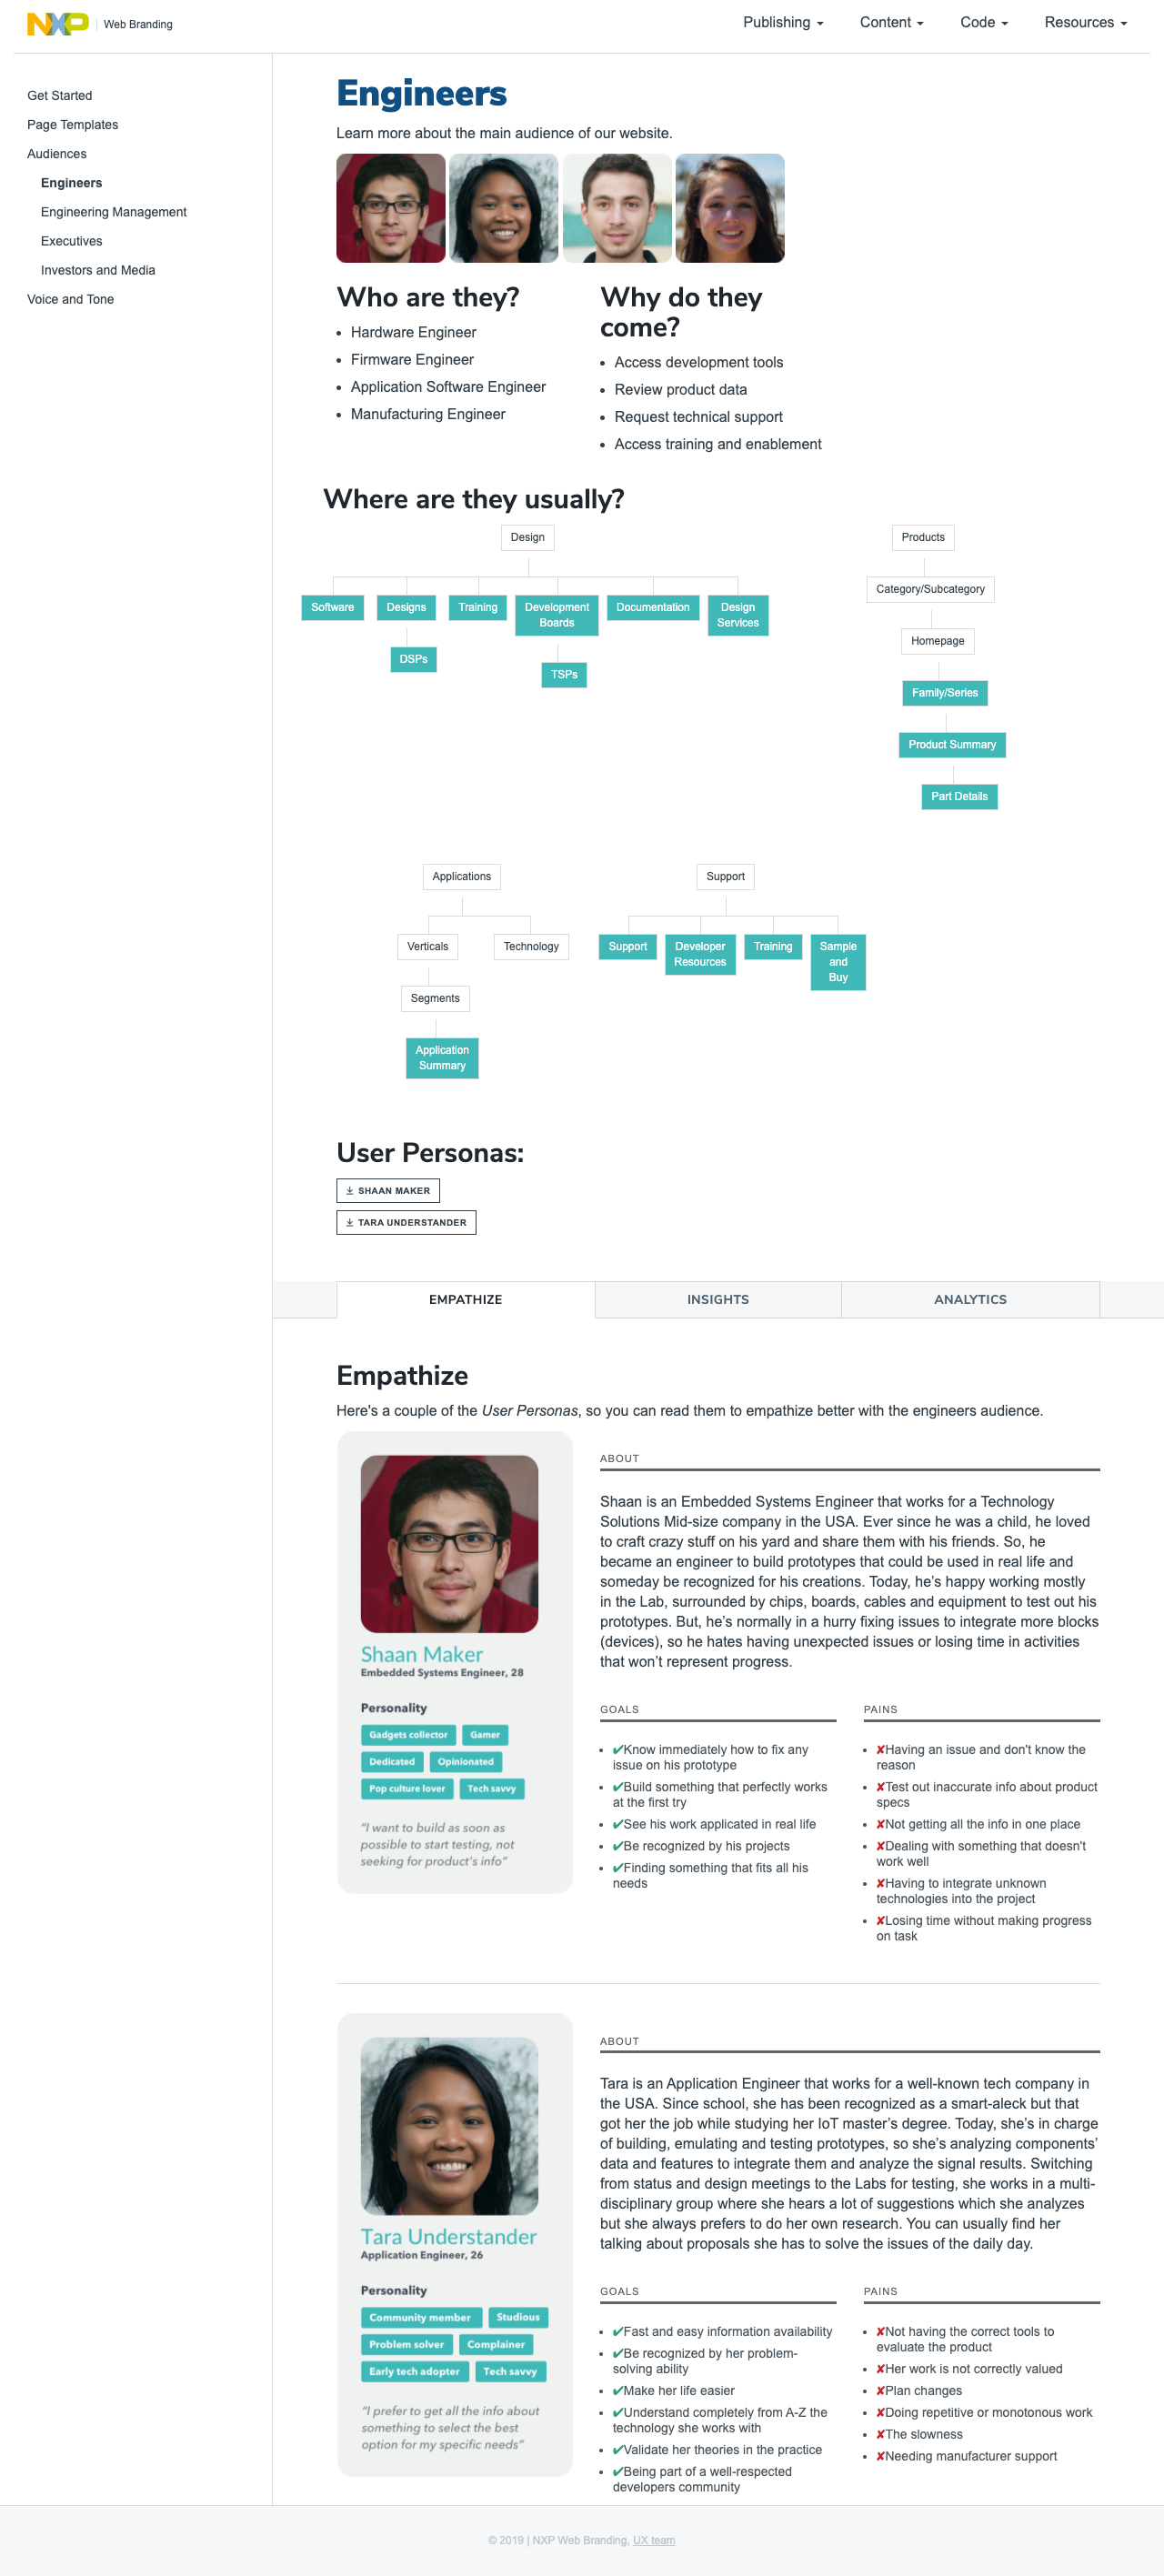 NXP Web Branding
Publishing
Content
Code
Resources
Get Started
Page Templates
Audiences
Engineers
Engineering Management
Executives
Investors and Media
Voice and Tone
Engineers
Learn more about the main audience of our website.
Who are they?
• Hardware Engineer
• Firmware Engineer
• Application Software Engineer
• Manufacturing Engineer
Why do they
come?
• Access development tools
• Review product data
• Request technical support
• Access training and enablement
Where are they usually?
Design
Software
Designs
Training
Development
Boards
Documentation
Design
Services
DSPs
TSPs
Products
Category/Subcategory
Homepage
Family/Series
Product Summary
Part Details
Applications
Verticals
Technology
Segments
Application
Summary
Support
Support
Developer
Resources
Training
Sample
and
Buy
User Personas:
SHAAN MAKER
TARA UNDERSTANDER
EMPATHIZE
INSIGHTS
ANALYTICS
Empathize
Here's a couple of the User Personas, so you can read them to empathize better with the engineers audience.
Shaan Maker
Embedded Systems Engineer, 28
Personality
Gadgets collector
Gamer
Dedicated
Opinionated
Pop culture lover
Tech savvy
“I want to build as soon as
possible to start testing, not
seeking for product's info”
ABOUT
Shaan is an Embedded Systems Engineer that works for a Technology
Solutions Mid-size company in the USA. Ever since he was a child, he loved
to craft crazy stuff on his yard and share them with his friends. So, he
became an engineer to build prototypes that could be used in real life and
someday be recognized for his creations. Today, he’s happy working mostly
in the Lab, surrounded by chips, boards, cables and equipment to test out his
prototypes. But, he’s normally in a hurry fixing issues to integrate more blocks
(devices), so he hates having unexpected issues or losing time in activities
that won’t represent progress.
GOALS
• ✔Know immediately how to fix any
issue on his prototype
• ✔Build something that perfectly works
at the first try
• ✔See his work applicated in real life
• ✔Be recognized by his projects
• ✔Finding something that fits all his
needs
PAINS
• ✘Having an issue and don't know the
reason
• ✘Test out inaccurate info about product
specs
• ✘Not getting all the info in one place
• ✘Dealing with something that doesn't
work well
• ✘Having to integrate unknown
technologies into the project
• ✘Losing time without making progress
on task
Tara Understander
Application Engineer, 26
Personality
Community member
Studious
Problem solver
Complainer
Early tech adopter
Tech savvy
“I prefer to get all the info about
something to select the best
option for my specific needs”
ABOUT
Tara is an Application Engineer that works for a well-known tech company in
the USA. Since school, she has been recognized as a smart-aleck but that
got her the job while studying her IoT master’s degree. Today, she’s in charge
of building, emulating and testing prototypes, so she’s analyzing components’
data and features to integrate them and analyze the signal results. Switching
from status and design meetings to the Labs for testing, she works in a multi-
disciplinary group where she hears a lot of suggestions which she analyzes
but she always prefers to do her own research. You can usually find her
talking about proposals she has to solve the issues of the daily day.
GOALS
• ✔Fast and easy information availability
• ✔Be recognized by her problem-
solving ability
• ✔Make her life easier
• ✔Understand completely from A-Z the
technology she works with
• ✔Validate her theories in the practice
• ✔Being part of a well-respected
developers community
PAINS
• ✘Not having the correct tools to
evaluate the product
• ✘Her work is not correctly valued
• ✘Plan changes
• ✘Doing repetitive or monotonous work
• ✘The slowness
• ✘Needing manufacturer support
© 2019 | NXP Web Branding, UX team